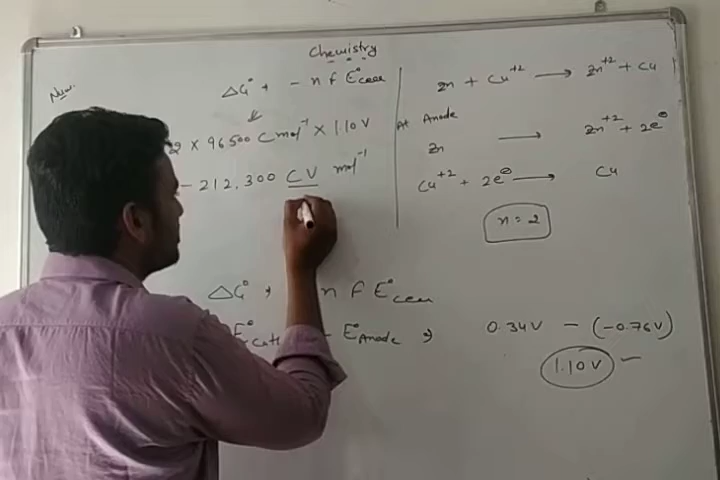 Chemistry
New.
ΔG° = - n F E°cell
2 × 96500 C mol⁻¹ × 1.10V
- 212,300 CV mol⁻¹
ΔG° = n F E°cell
E°Cath - E°Anode ⇒ 0.34V - (-0.76V)
1.10V -
Zn + Cu⁺² ⟶ Zn⁺² + Cu
At Anode
Zn ⟶ Zn⁺² + 2e⊖
Cu⁺² + 2e⊖ ⟶ Cu
n = 2